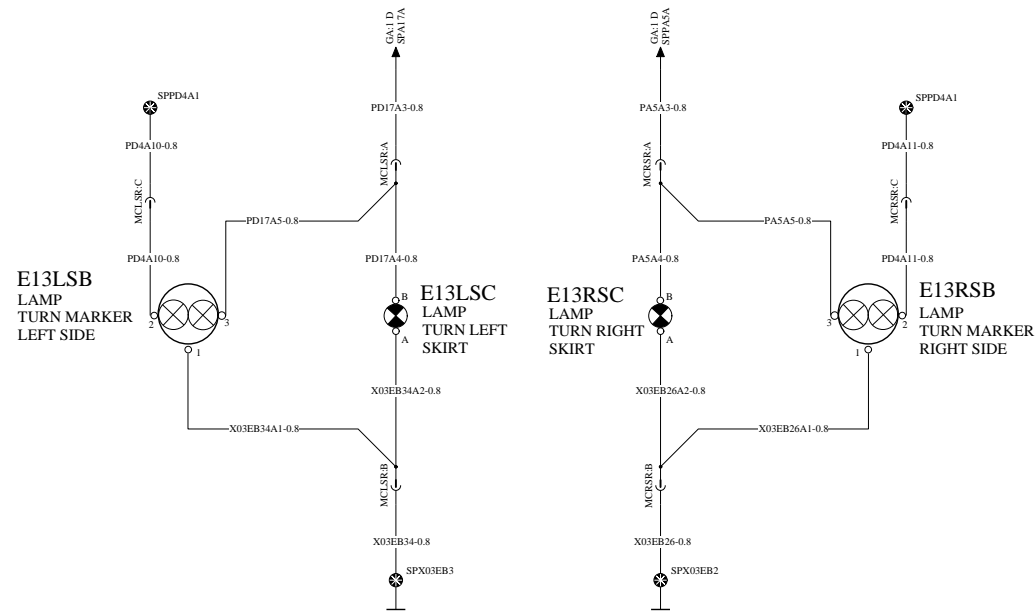 GA:1 D
SPA17A
GA:1 D
SPPA5A
SPPD4A1
SPPD4A1
PD17A3-0.8
PA5A3-0.8
PD4A10-0.8
PD4A11-0.8
MCLSR:A
MCRSR:A
MCLSR:C
MCRSR:C
PD17A5-0.8
PA5A5-0.8
PD4A10-0.8
PD17A4-0.8
PA5A4-0.8
PD4A11-0.8
E13LSB
LAMP
TURN MARKER
LEFT SIDE
2
3
1
B
A
E13LSC
LAMP
TURN LEFT
SKIRT
E13RSC
LAMP
TURN RIGHT
SKIRT
B
A
3
2
1
E13RSB
LAMP
TURN MARKER
RIGHT SIDE
X03EB34A2-0.8
X03EB26A2-0.8
X03EB34A1-0.8
X03EB26A1-0.8
MCLSR:B
MCRSR:B
X03EB34-0.8
X03EB26-0.8
SPX03EB3
SPX03EB2